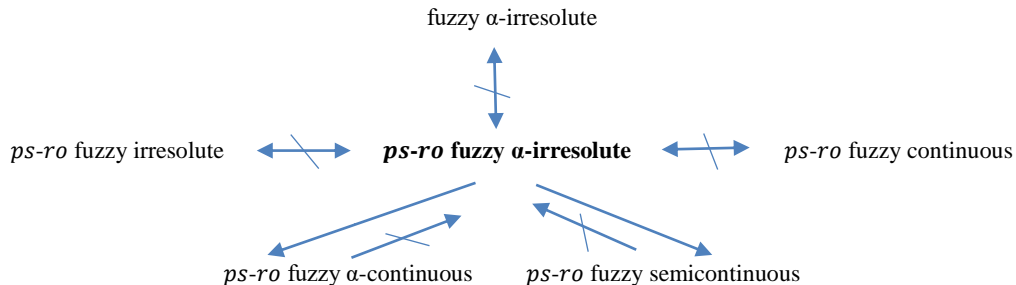 fuzzy α-irresolute
ps-ro fuzzy irresolute ps-ro fuzzy α-irresolute ps-ro fuzzy continuous
ps-ro fuzzy α-continuous ps-ro fuzzy semicontinuous